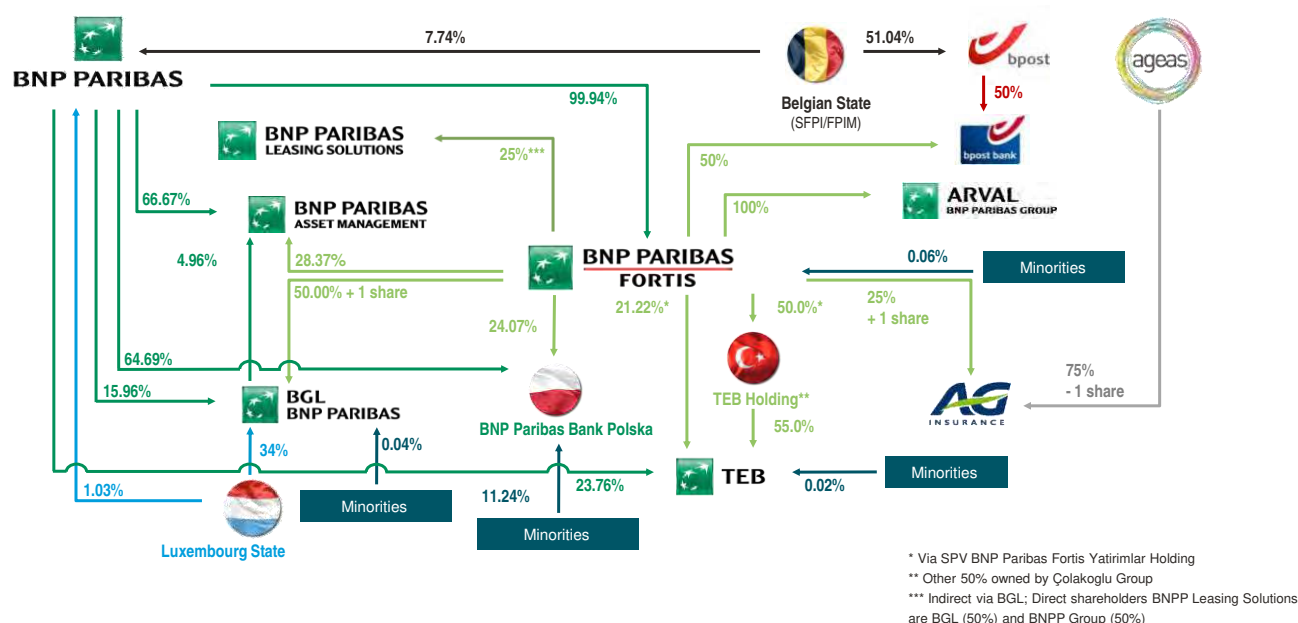 7.74%
51.04%
bpost
ageas
BNP PARIBAS
99.94%
50%
Belgian State
(SFPI/FPIM)
BNP PARIBAS
LEASING SOLUTIONS
25%***
bpost bank
50%
66.67%
BNP PARIBAS
ASSET MANAGEMENT
100%
ARVAL
BNP PARIBAS GROUP
4.96%
28.37%
BNP PARIBAS
FORTIS
0.06%
Minorities
50.00% + 1 share
21.22%*
50.0%*
25%
+ 1 share
24.07%
64.69%
75%
- 1 share
15.96%
BGL
BNP PARIBAS
TEB Holding**
AG
INSURANCE
BNP Paribas Bank Polska
55.0%
34%
0.04%
TEB
Minorities
1.03%
Minorities
11.24%
23.76%
0.02%
Minorities
Luxembourg State
* Via SPV BNP Paribas Fortis Yatirimlar Holding
** Other 50% owned by Çolakoglu Group
*** Indirect via BGL; Direct shareholders BNPP Leasing Solutions
are BGL (50%) and BNPP Group (50%)